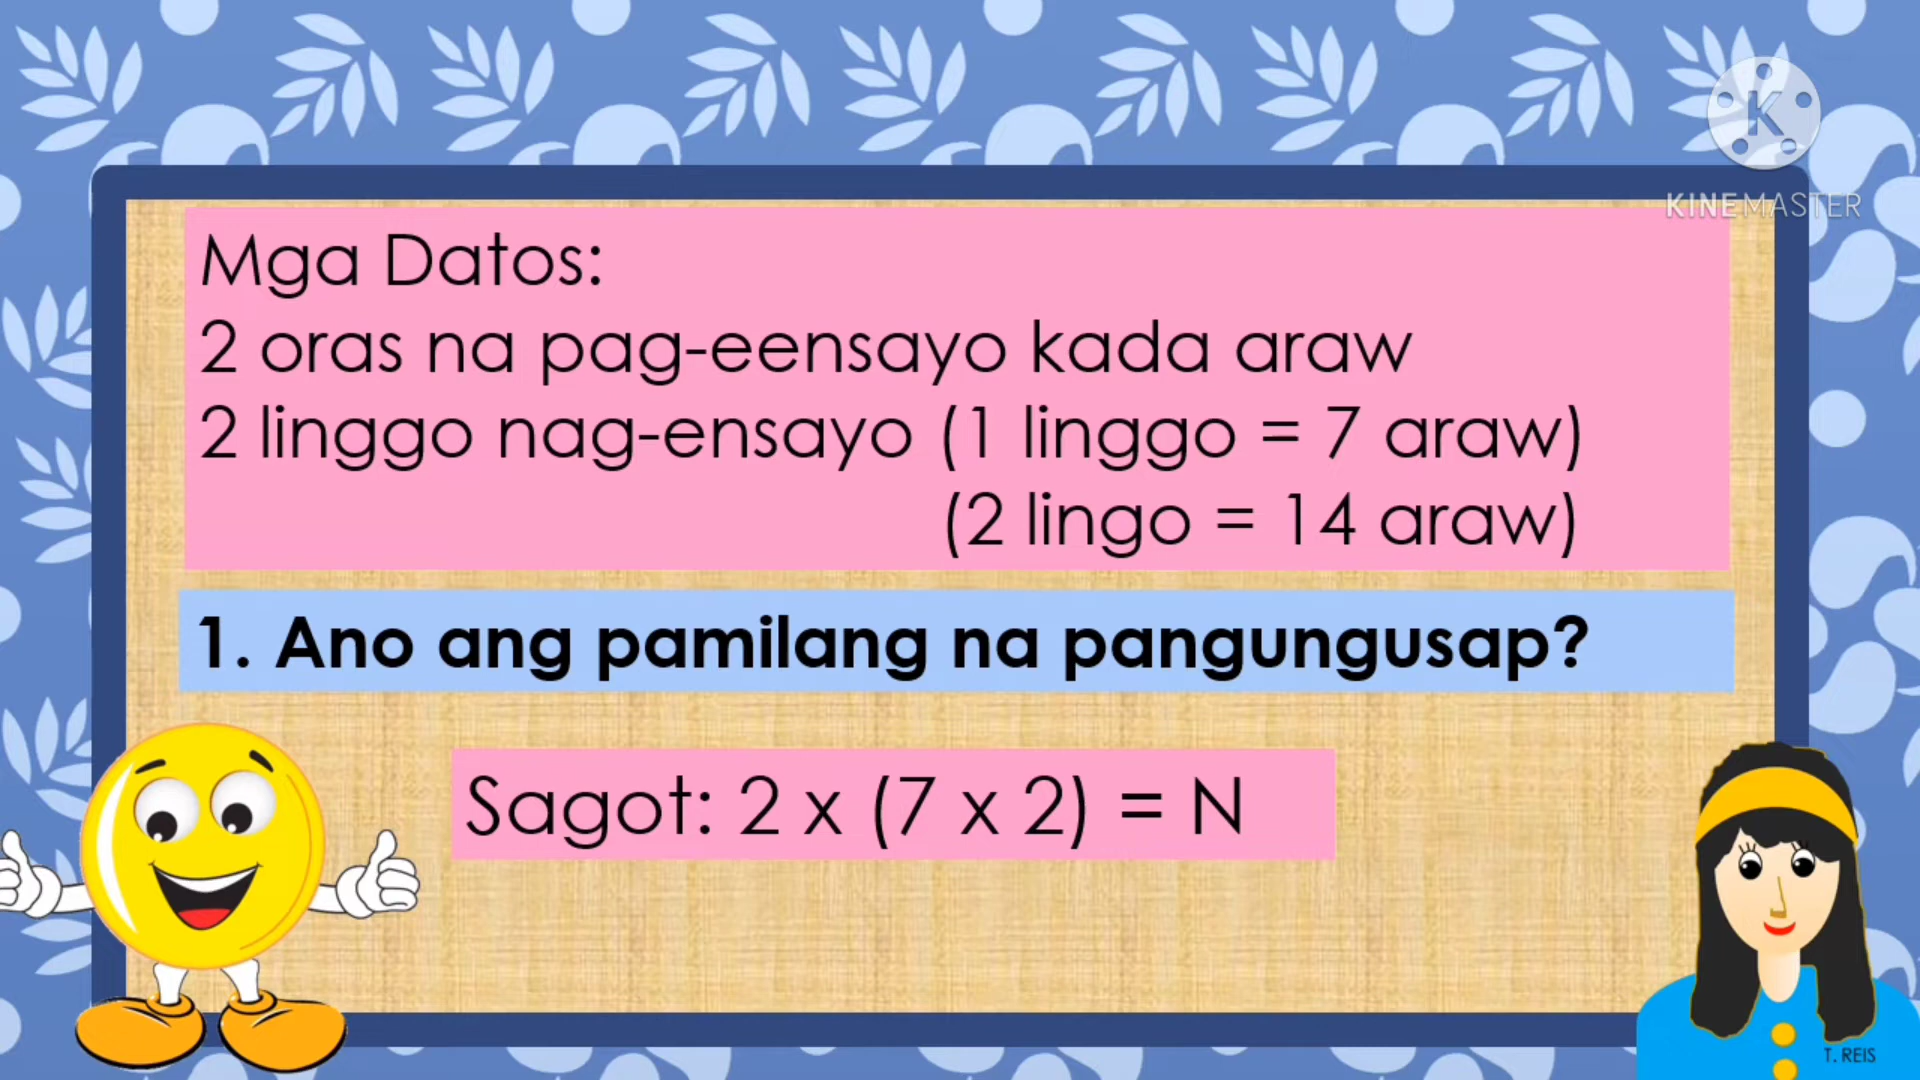 KINEMASTER
Mga Datos:
2 oras na pag-eensayo kada araw
2 linggo nag-ensayo (1 linggo = 7 araw)
(2 lingo = 14 araw)
1. Ano ang pamilang na pangungusap?
Sagot: 2 x (7 x 2) = N
T. REIS